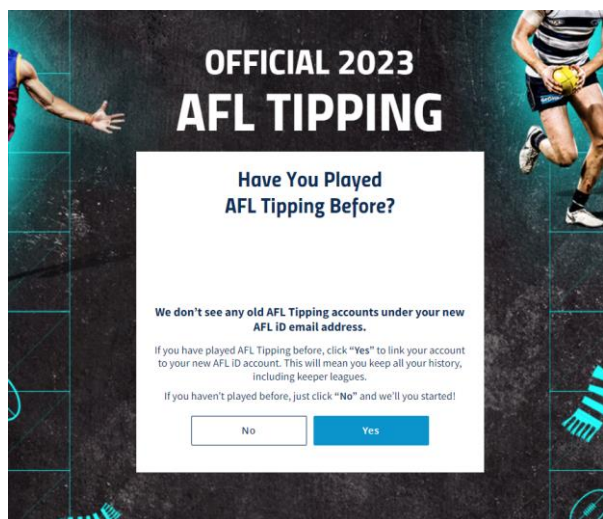 OFFICIAL 2023
AFL TIPPING
Have You Played
AFL Tipping Before?
We don't see any old AFL Tipping accounts under your new
AFL iD email address.
If you have played AFL Tipping before, click "Yes" to link your account
to your new AFL iD account. This will mean you keep all your history,
including keeper leagues.
If you haven't played before, just click "No" and we'll you started!
No
Yes